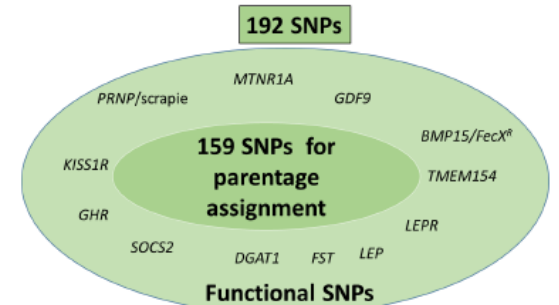 192 SNPs
MTNR1A
PRNP/scrapie
GDF9
BMP15/FecXᴿ
159 SNPs for
parentage
assignment
KISS1R
TMEM154
GHR
LEPR
SOCS2
DGAT1
FST
LEP
Functional SNPs